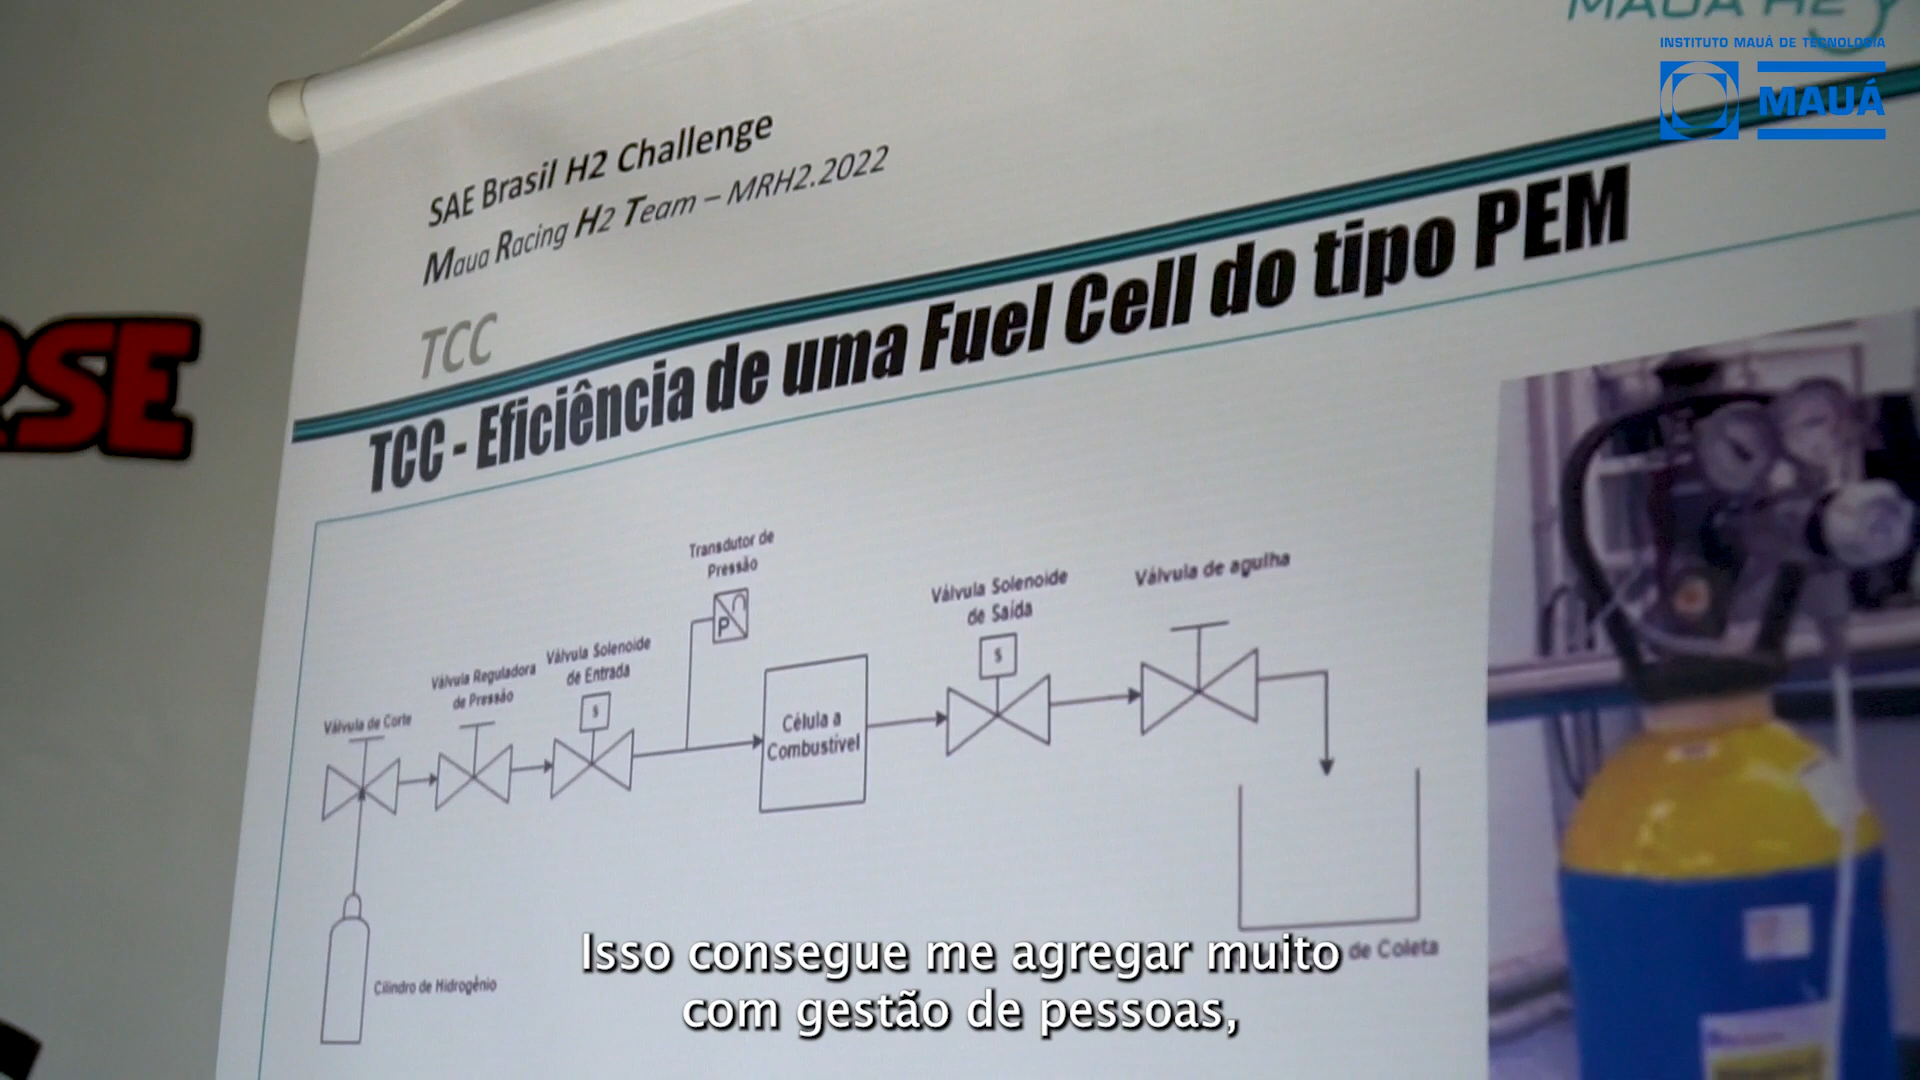 MAUÁ H2
INSTITUTO MAUÁ DE TECNOLOGIA
MAUÁ
SAE Brasil H2 Challenge
Maua Racing H2 Team – MRH2.2022
TCC
TCC - Eficiência de uma Fuel Cell do tipo PEM
RSE
Transdutor de
Pressão
P
Válvula Solenoide
de Saída
S
Válvula de agulha
Válvula Solenoide
de Entrada
S
Válvula Reguladora
de Pressão
Válvula de Corte
Célula a
Combustível
de Coleta
Cilindro de Hidrogênio
Isso consegue me agregar muito
com gestão de pessoas,